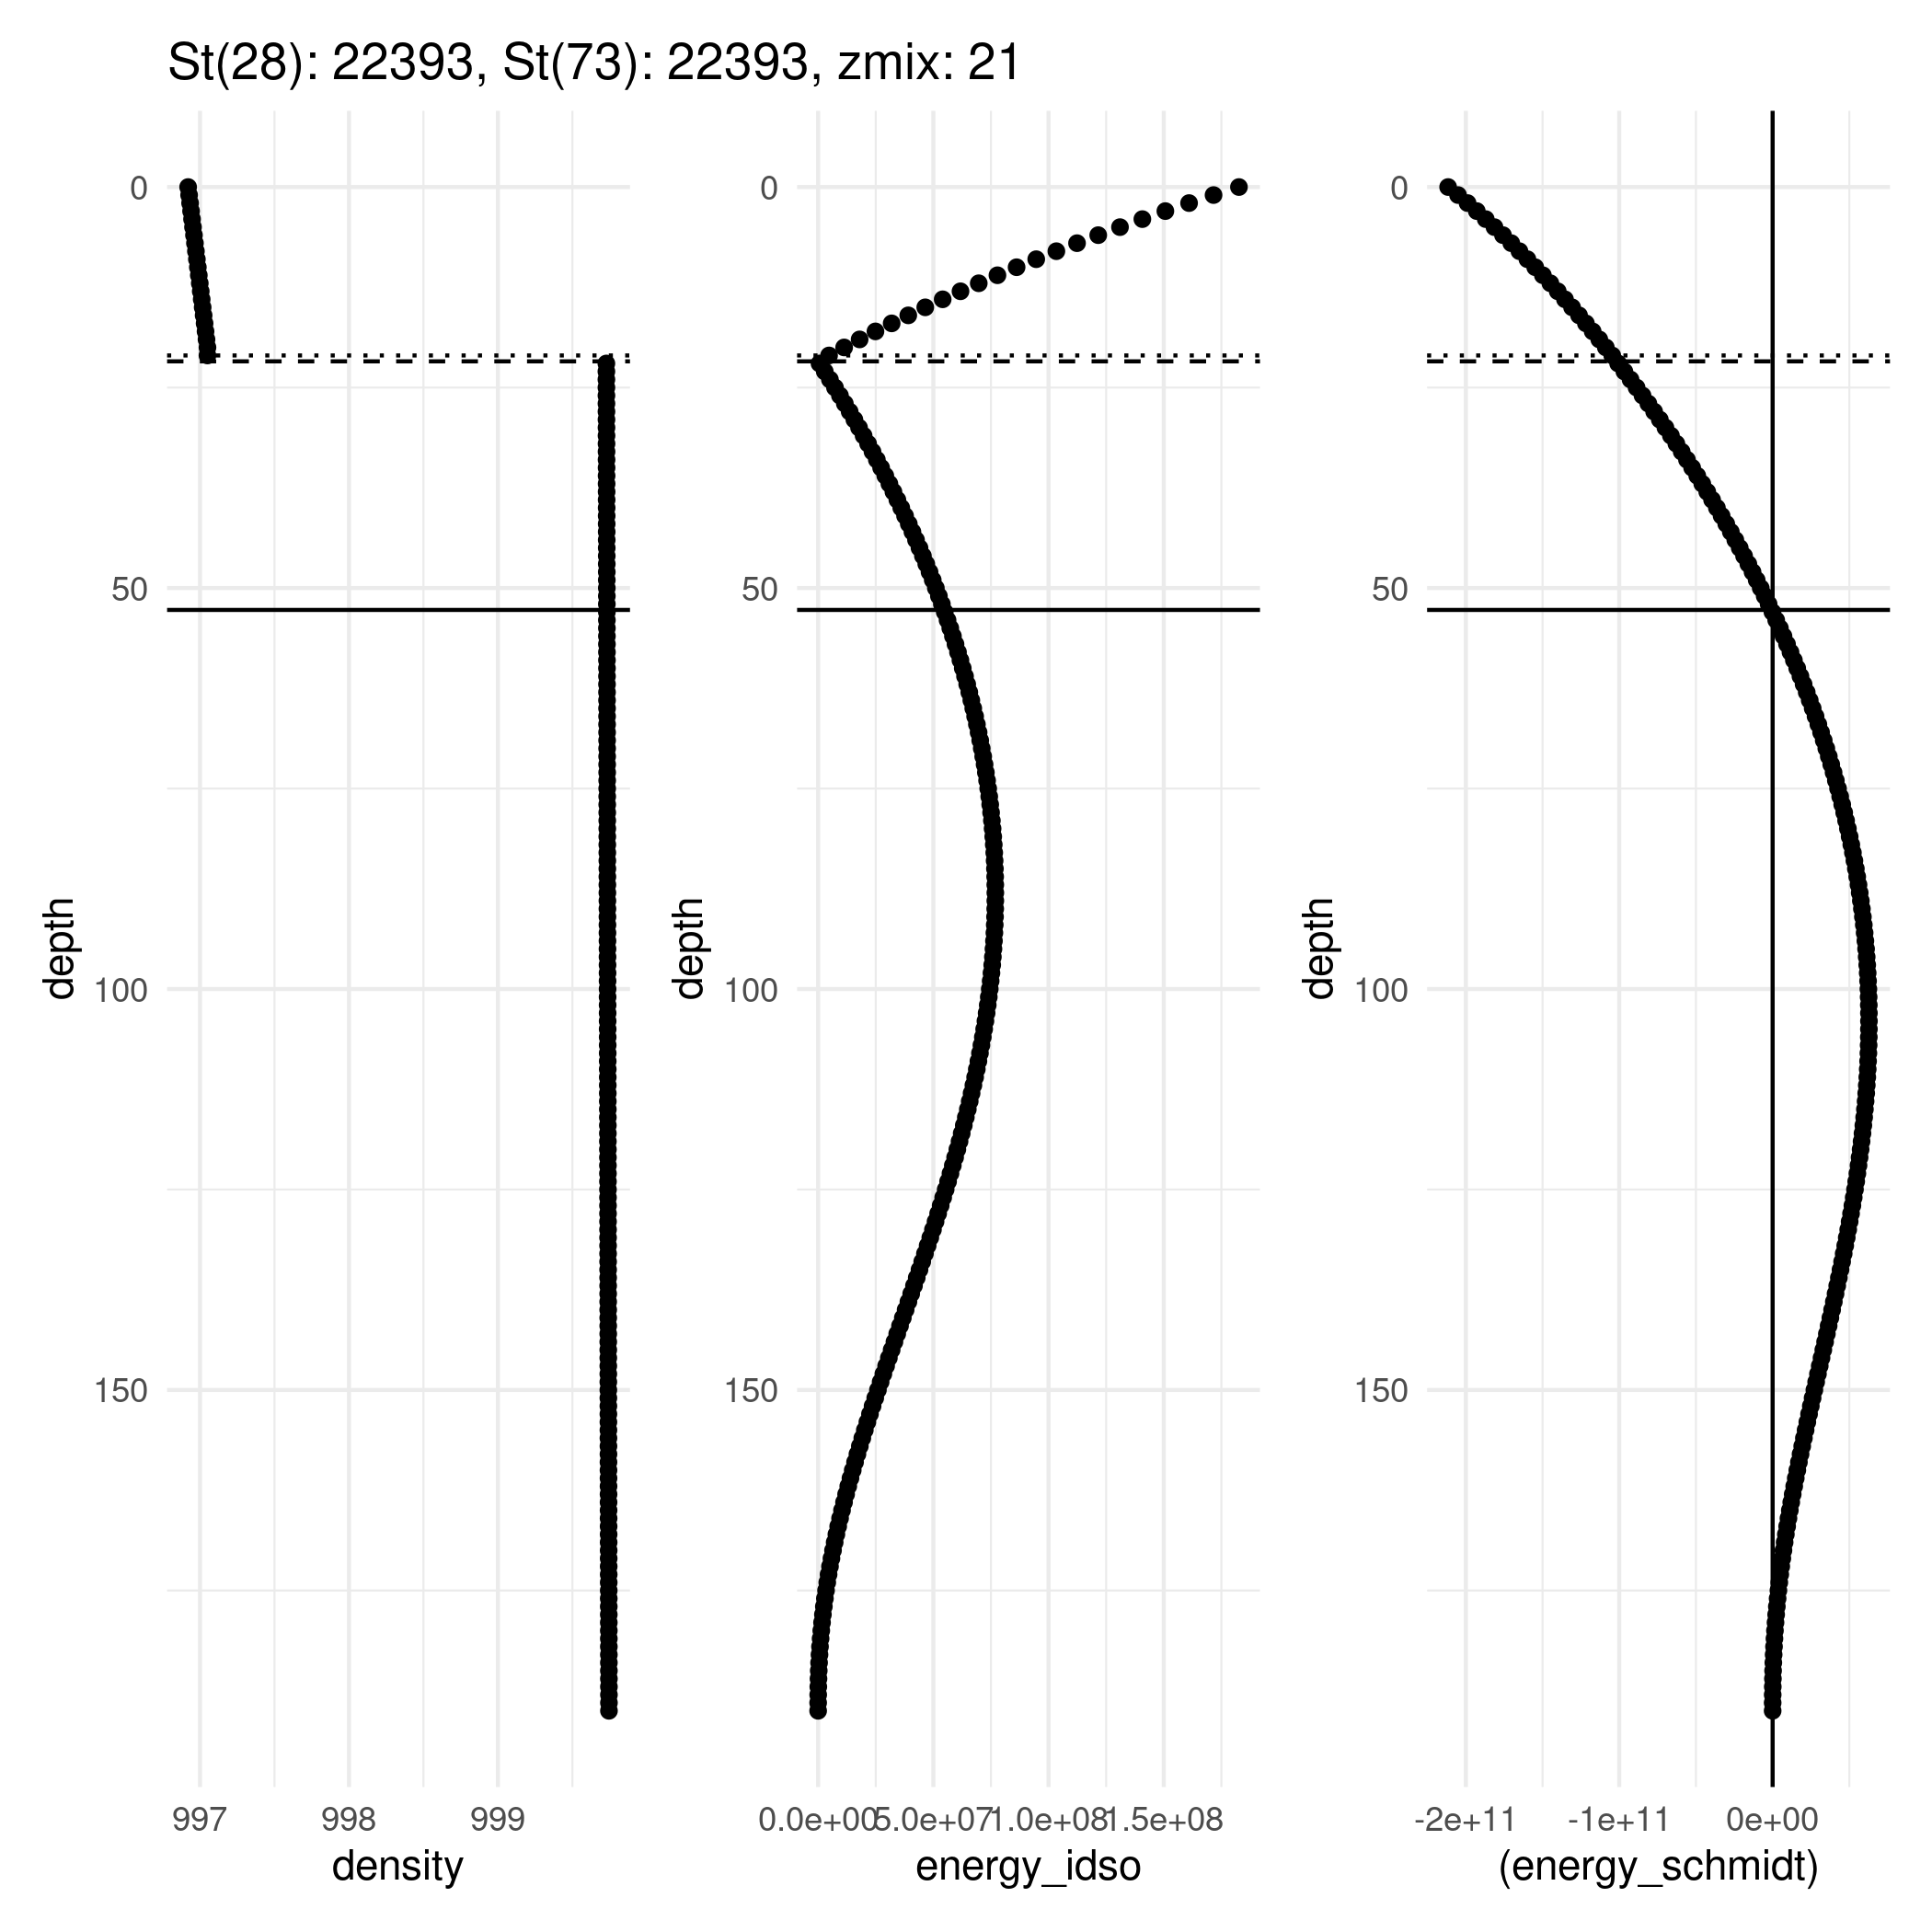 St(28): 22393, St(73): 22393, zmix: 21
0
50
100
150
depth
997 998 999
density
0
50
100
150
depth
0.0e+00 5.0e+07 1.0e+08 1.5e+08
energy_idso
0
50
100
150
depth
-2e+11 -1e+11 0e+00
(energy_schmidt)